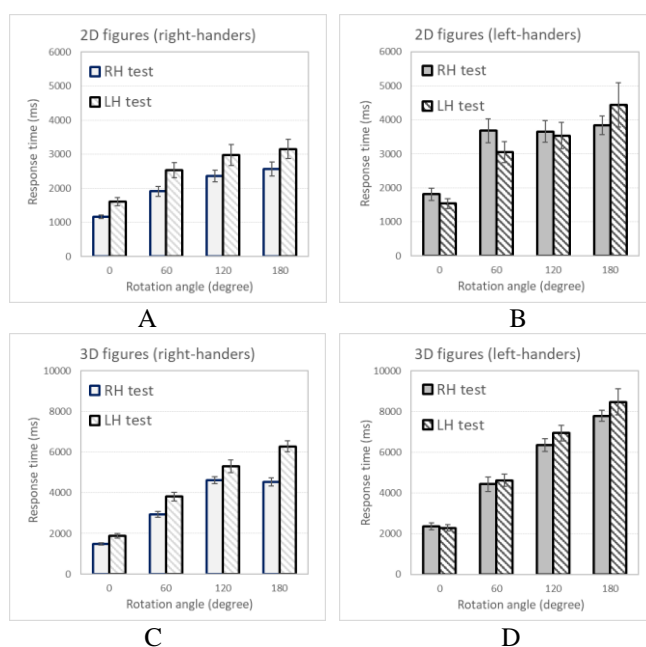 2D figures (right-handers)
6000
5000
4000
3000
2000
1000
0
Response time (ms)
RH test
LH test
0 60 120 180
Rotation angle (degree)
A
2D figures (left-handers)
6000
5000
4000
3000
2000
1000
0
Response time (ms)
RH test
LH test
0 60 120 180
Rotation angle (degree)
B
3D figures (right-handers)
10000
8000
6000
4000
2000
0
Response time (ms)
RH test
LH test
0 60 120 180
Rotation angle (degree)
C
3D figures (left-handers)
10000
8000
6000
4000
2000
0
Response time (ms)
RH test
LH test
0 60 120 180
Rotation angle (degree)
D